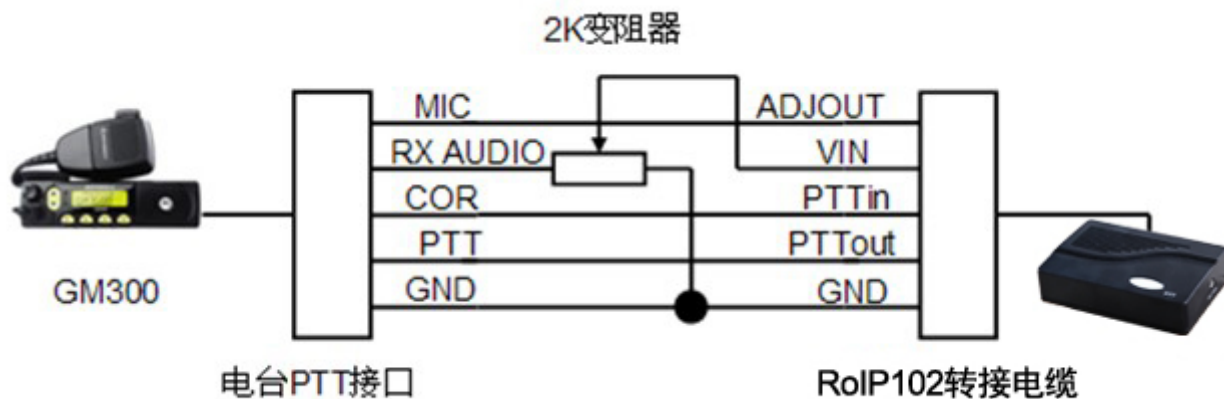 2K变阻器
MIC ADJOUT
RX AUDIO VIN
COR PTTin
PTT PTTout
GND GND
GM300
电台PTT接口 RoIP102转接电缆